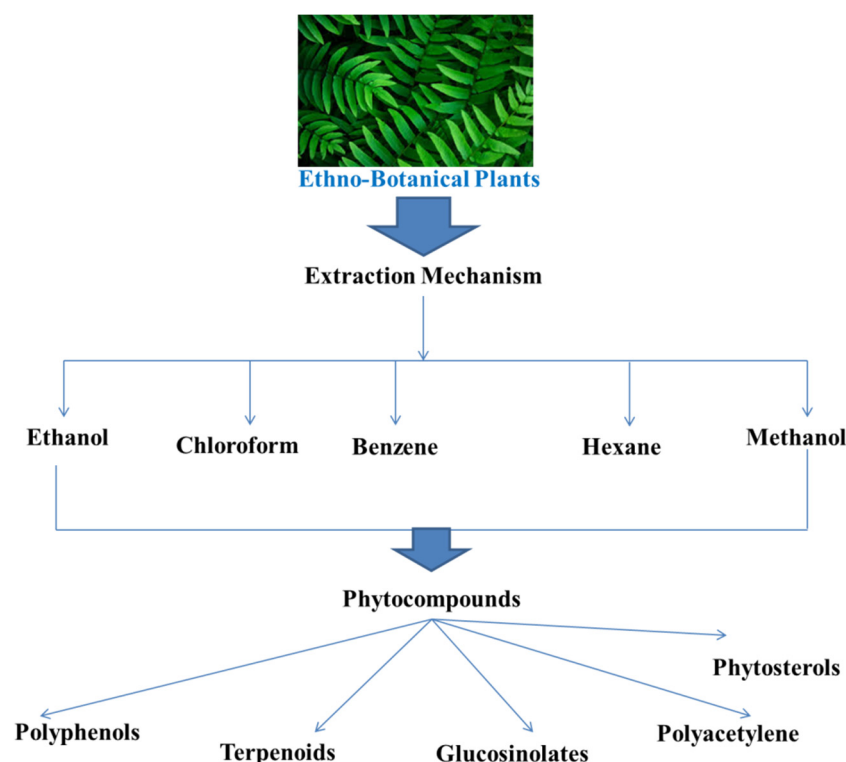 Ethno-Botanical Plants
Extraction Mechanism
Ethanol
Chloroform
Benzene
Hexane
Methanol
Phytocompounds
Phytosterols
Polyphenols
Terpenoids
Glucosinolates
Polyacetylene